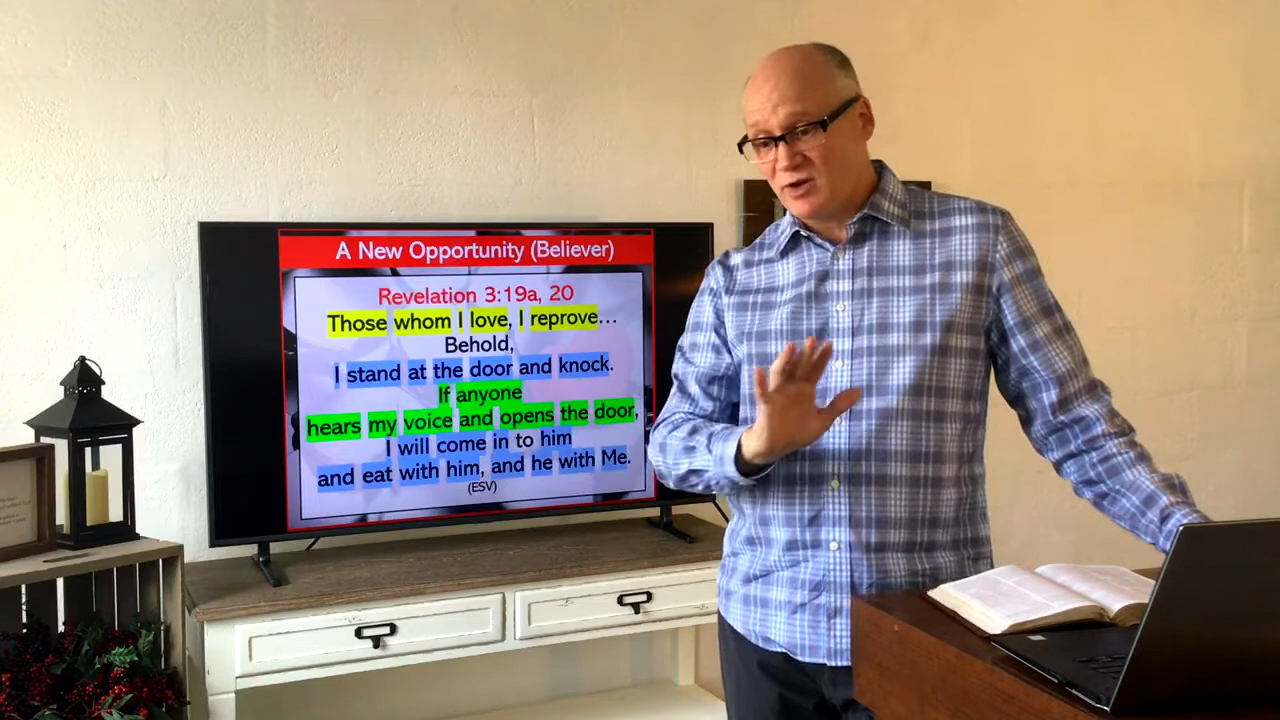 A New Opportunity (Believer)
Revelation 3:19a, 20
Those whom I love, I reprove...
Behold,
I stand at the door and knock.
If anyone
hears my voice and opens the door,
I will come in to him
and eat with him, and he with Me.
(ESV)